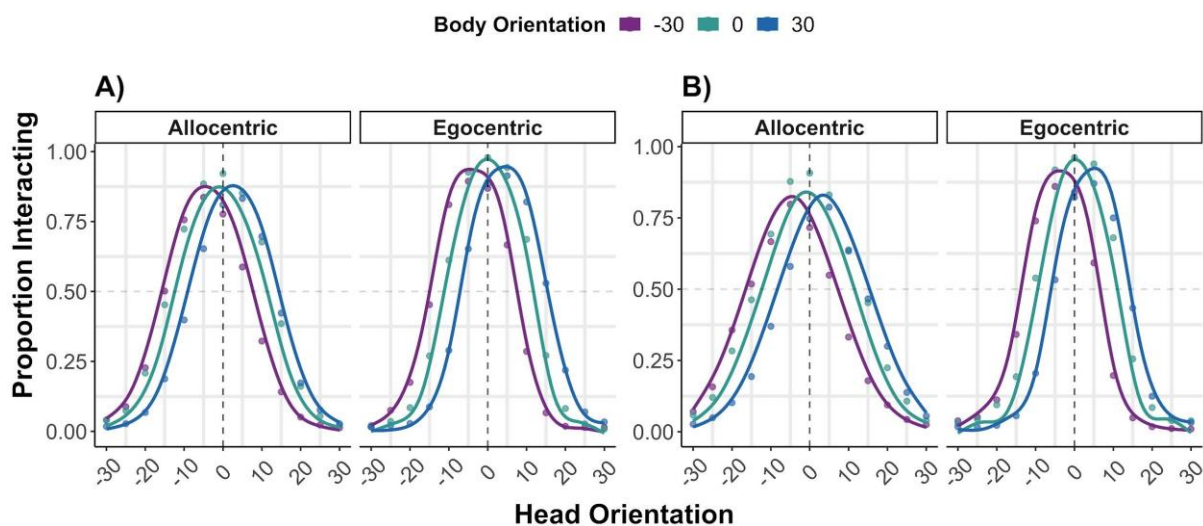 Body Orientation -30 0 30
A) B)
Allocentric Egocentric Allocentric Egocentric
Proportion Interacting
1.00 1.00
0.75 0.75
0.50 0.50
0.25 0.25
0.00 0.00
-30 -20 -10 0 10 20 30 -30 -20 -10 0 10 20 30 -30 -20 -10 0 10 20 30 -30 -20 -10 0 10 20 30
Head Orientation